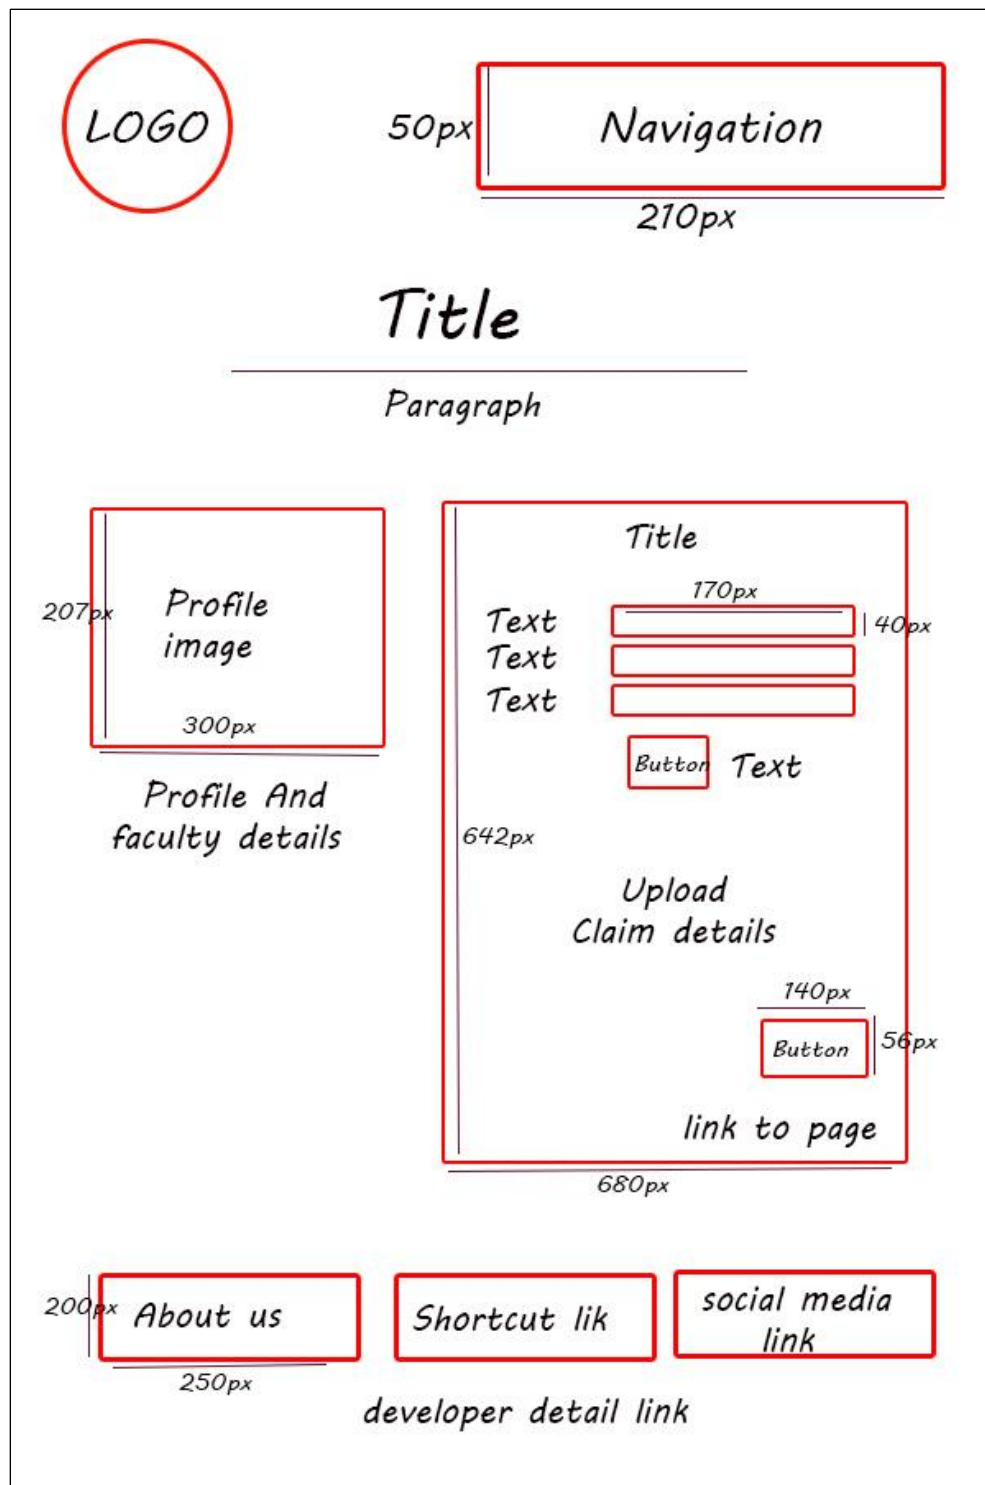 LOGO
50px
Navigation
210px
Title
Paragraph
207px
Profile
image
300px
Profile And
faculty details
Title
170px
Text
40px
Text
Text
Button
Text
642px
Upload
Claim details
140px
Button
56px
link to page
680px
200px
About us
250px
Shortcut lik
social media
link
developer detail link